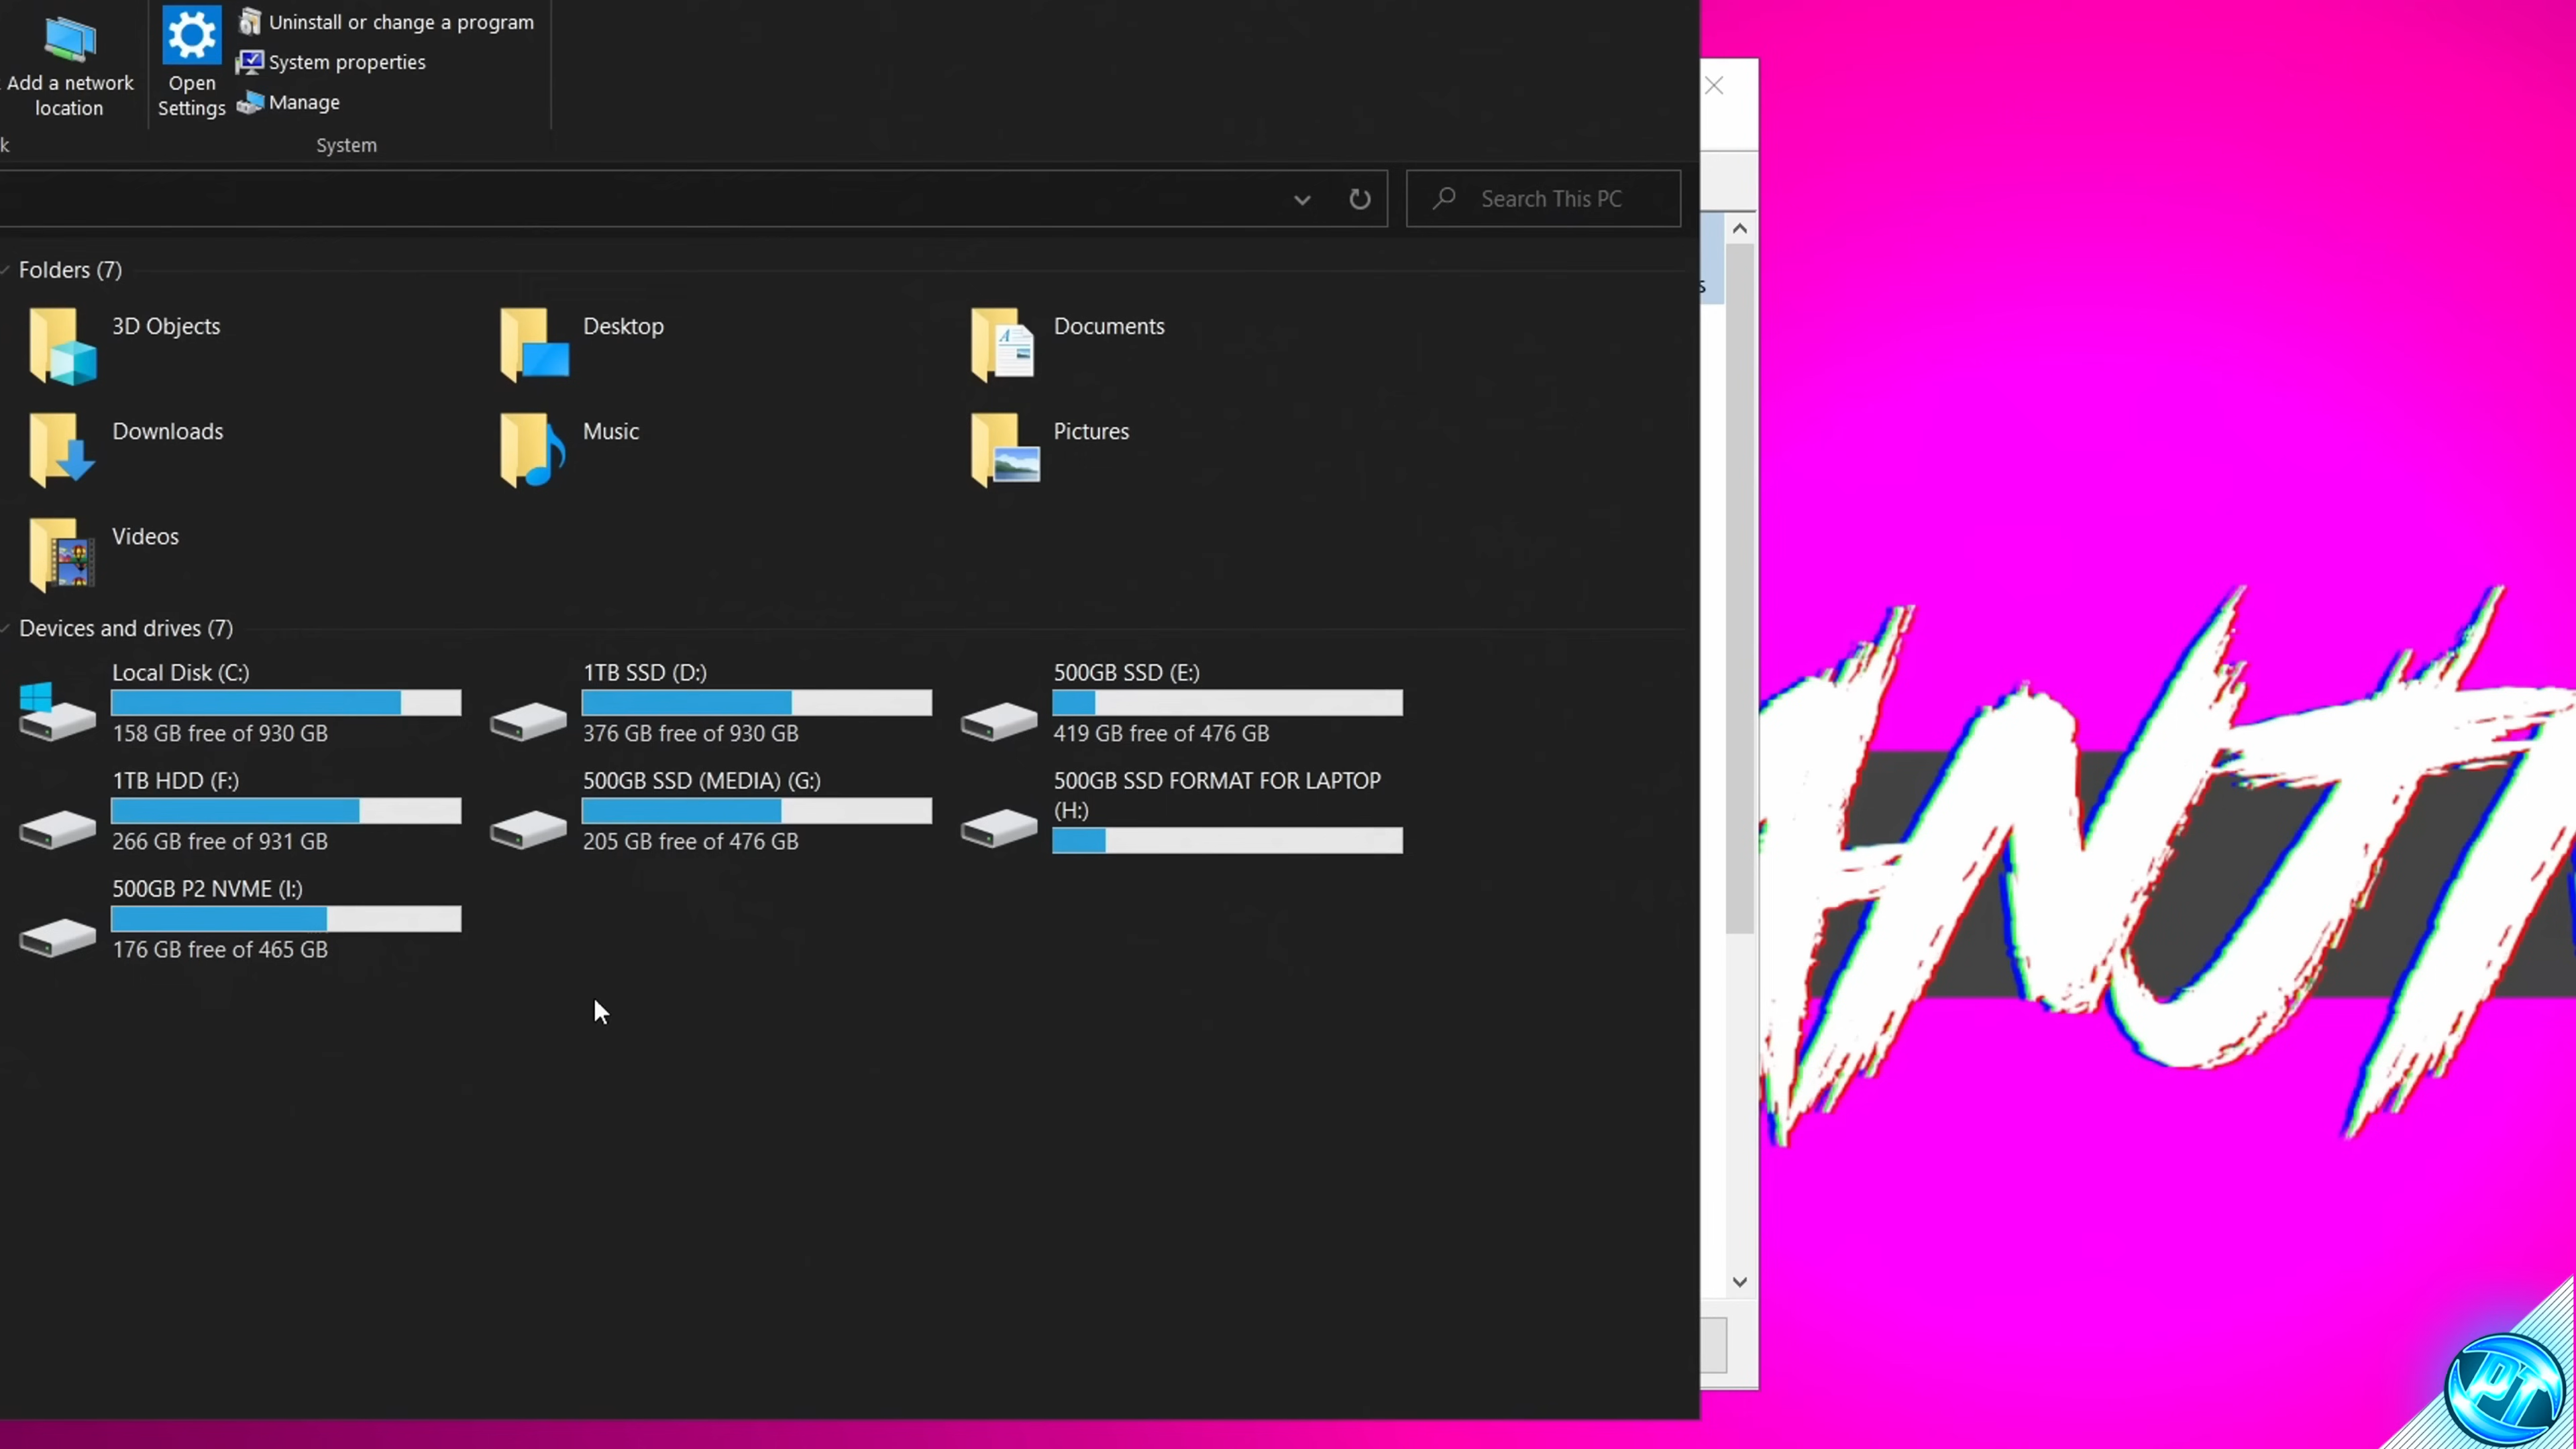 Add a network
location
Open
Settings
Uninstall or change a program
System properties
Manage
k
System
Search This PC
Folders (7)
3D Objects
Desktop
Documents
Downloads
Music
Pictures
Videos
Devices and drives (7)
Local Disk (C:)
158 GB free of 930 GB
1TB SSD (D:)
376 GB free of 930 GB
500GB SSD (E:)
419 GB free of 476 GB
1TB HDD (F:)
266 GB free of 931 GB
500GB SSD (MEDIA) (G:)
205 GB free of 476 GB
500GB SSD FORMAT FOR LAPTOP
(H:)
500GB P2 NVME (I:)
176 GB free of 465 GB
s
PT